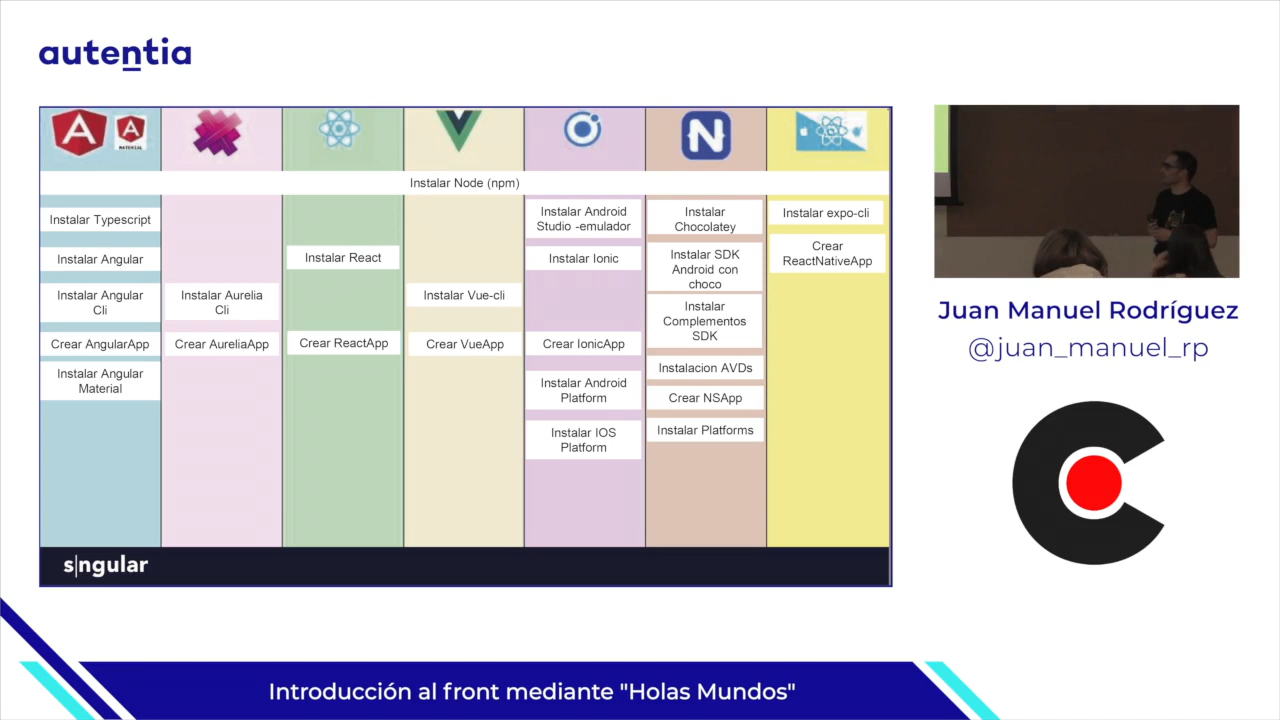 autentia
Instalar Node (npm)
Instalar Typescript
Instalar Angular
Instalar Angular
Cli
Crear AngularApp
Instalar Angular
Material
Instalar Aurelia
Cli
Crear AureliaApp
Instalar React
Crear ReactApp
Instalar Vue-cli
Crear VueApp
Instalar Android
Studio -emulador
Instalar Ionic
Crear IonicApp
Instalar Android
Platform
Instalar IOS
Platform
Instalar
Chocolatey
Instalar SDK
Android con
choco
Instalar
Complementos
SDK
Instalacion AVDs
Crear NSApp
Instalar Platforms
Instalar expo-cli
Crear
ReactNativeApp
s|ngular
Juan Manuel Rodríguez
@juan_manuel_rp
Introducción al front mediante "Holas Mundos"